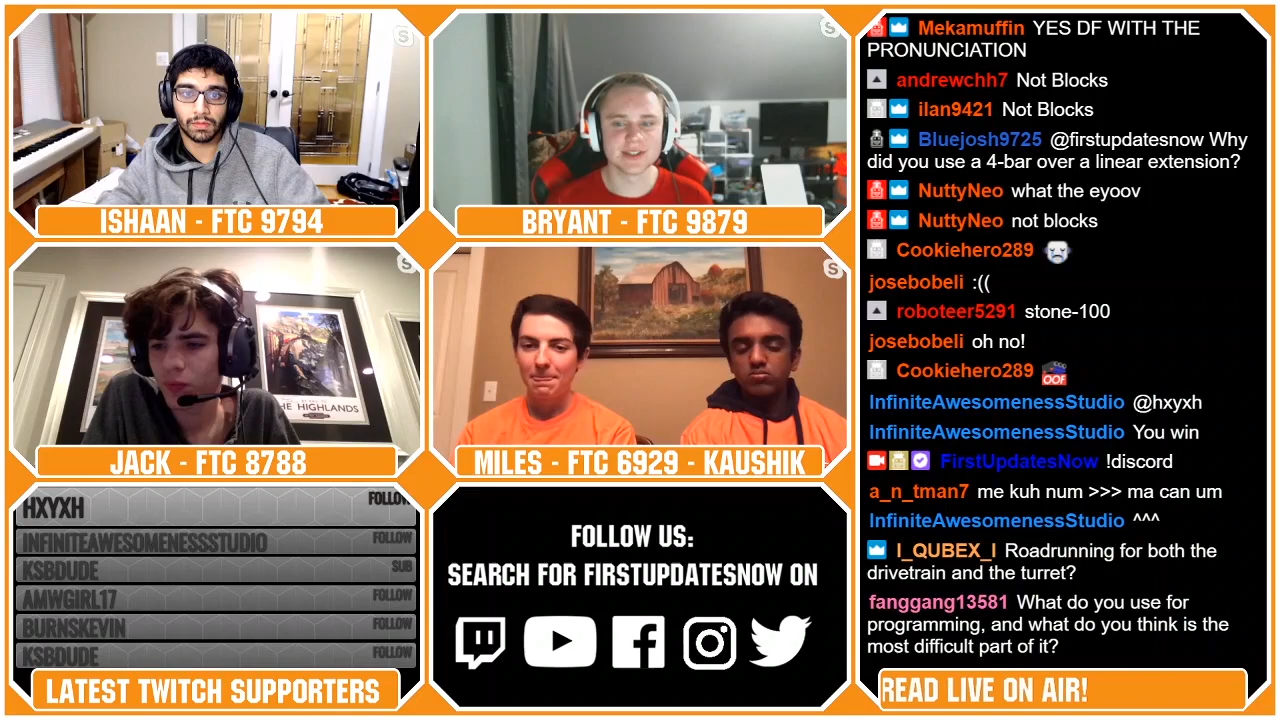 ISHAAN - FTC 9794
BRYANT - FTC 9879
THE HIGHLANDS
JACK - FTC 8788
MILES - FTC 6929 - KAUSHIK
HXYXH FOLLOW
INFINITEAWESOMENESSSTUDIO FOLLOW
KSBDUDE SUB
AMWGIRL17 FOLLOW
BURNSKEVIN FOLLOW
KSBDUDE FOLLOW
LATEST TWITCH SUPPORTERS
FOLLOW US:
SEARCH FOR FIRSTUPDATESNOW ON
Mekamuffin YES DF WITH THE
PRONUNCIATION
andrewchh7 Not Blocks
ilan9421 Not Blocks
Bluejosh9725 @firstupdatesnow Why
did you use a 4-bar over a linear extension?
NuttyNeo what the eyoov
NuttyNeo not blocks
Cookiehero289
josebobeli :((
roboteer5291 stone-100
josebobeli oh no!
Cookiehero289 OOF
InfiniteAwesomenessStudio @hxyxh
InfiniteAwesomenessStudio You win
FirstUpdatesNow !discord
a_n_tman7 me kuh num >>> ma can um
InfiniteAwesomenessStudio ^^^
I_QUBEX_I Roadrunning for both the
drivetrain and the turret?
fanggang13581 What do you use for
programming, and what do you think is the
most difficult part of it?
READ LIVE ON AIR!